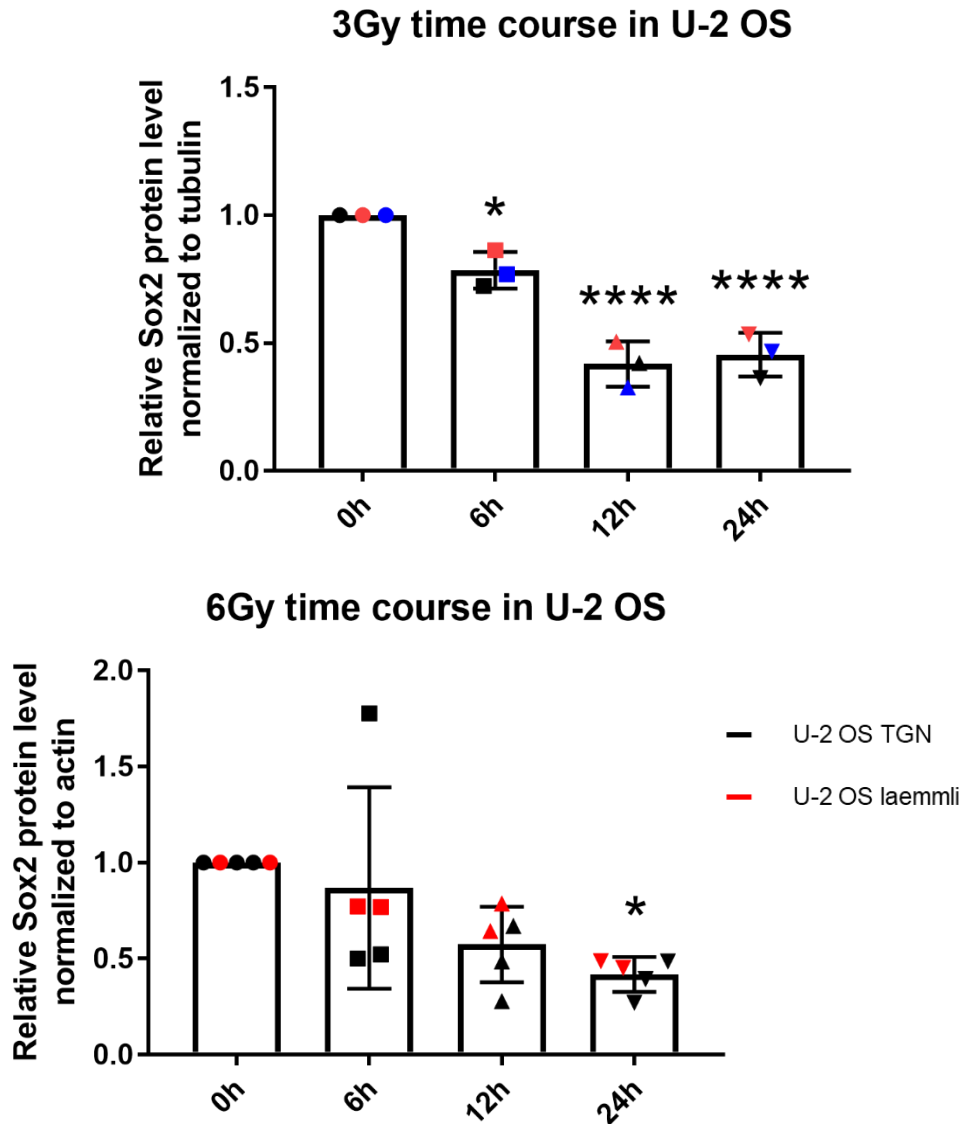 3Gy time course in U-2 OS
Relative Sox2 protein level
normalized to tubulin
1.5
1.0
0.5
0.0
*
****
****
0h
6h
12h
24h
6Gy time course in U-2 OS
Relative Sox2 protein level
normalized to actin
2.0
1.5
1.0
0.5
0.0
*
0h
6h
12h
24h
U-2 OS TGN
U-2 OS laemmli